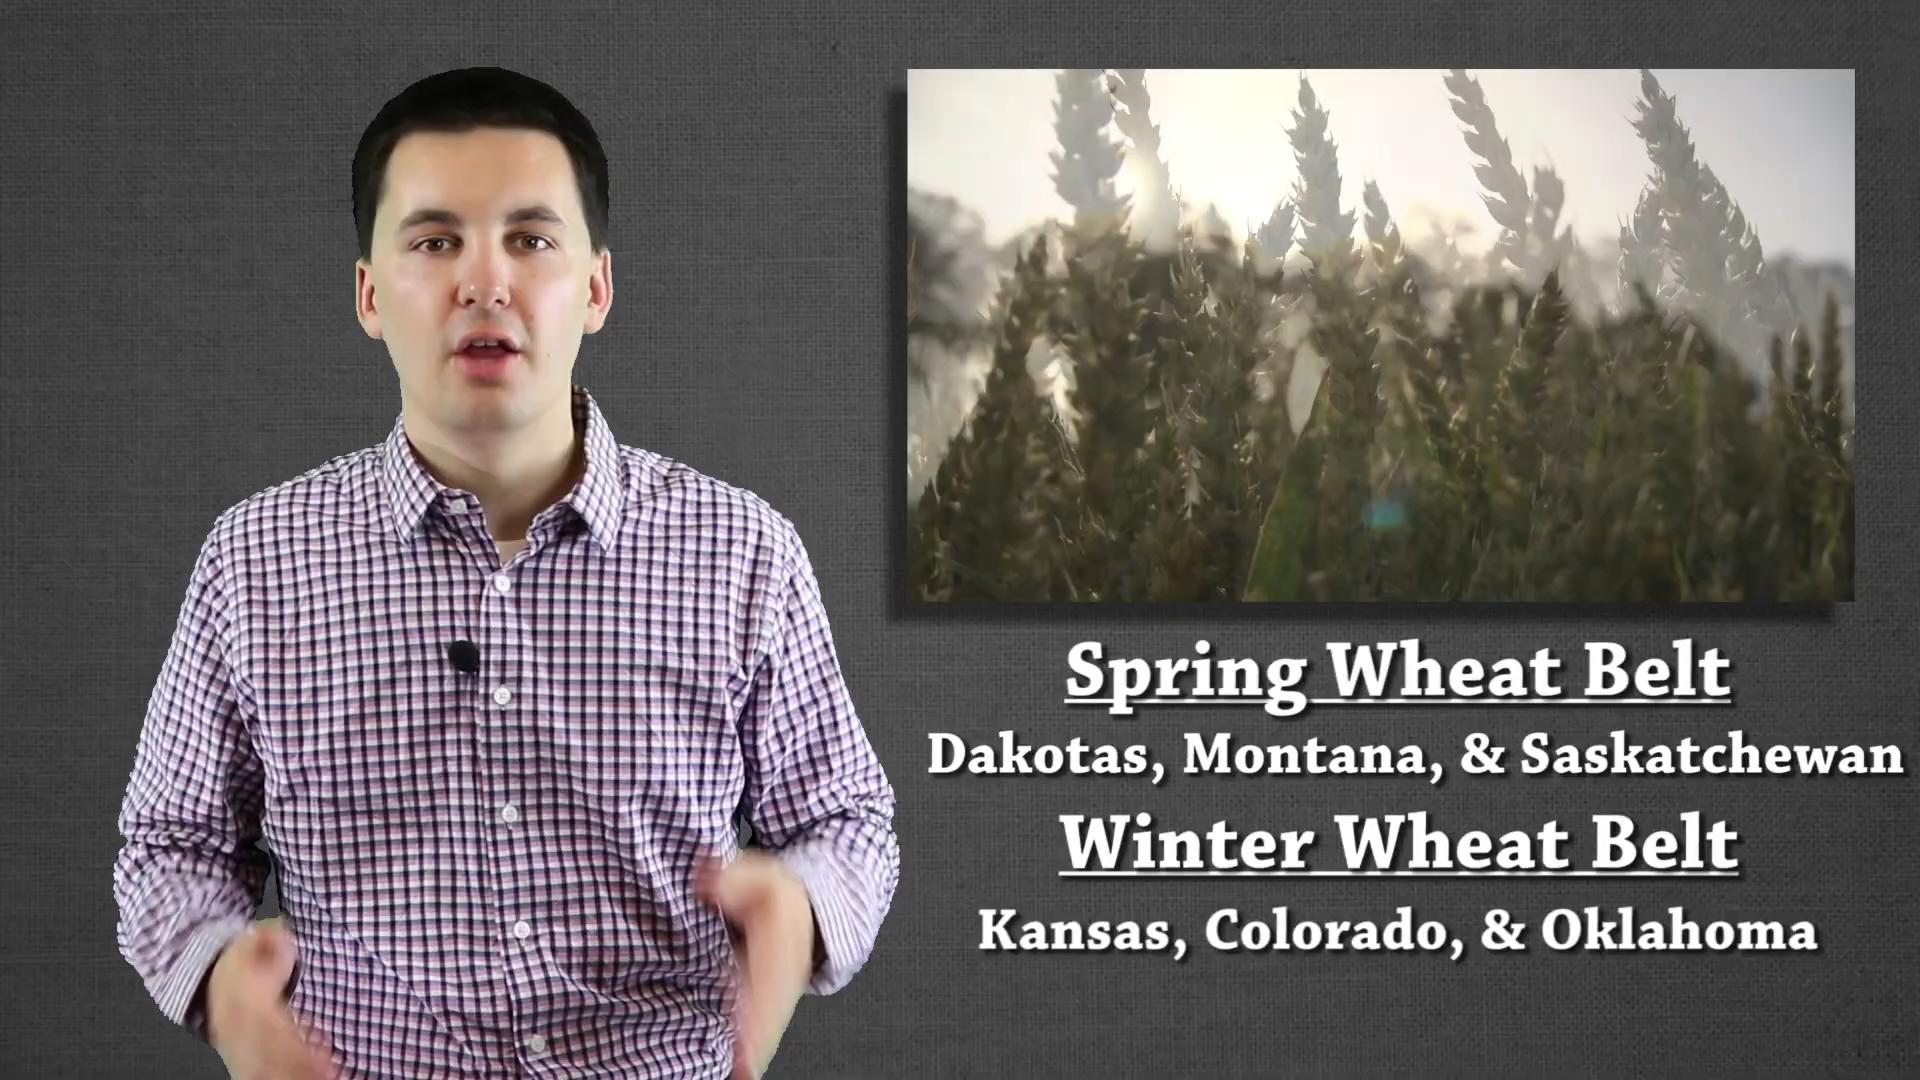 Spring Wheat Belt
Dakotas, Montana, & Saskatchewan
Winter Wheat Belt
Kansas, Colorado, & Oklahoma